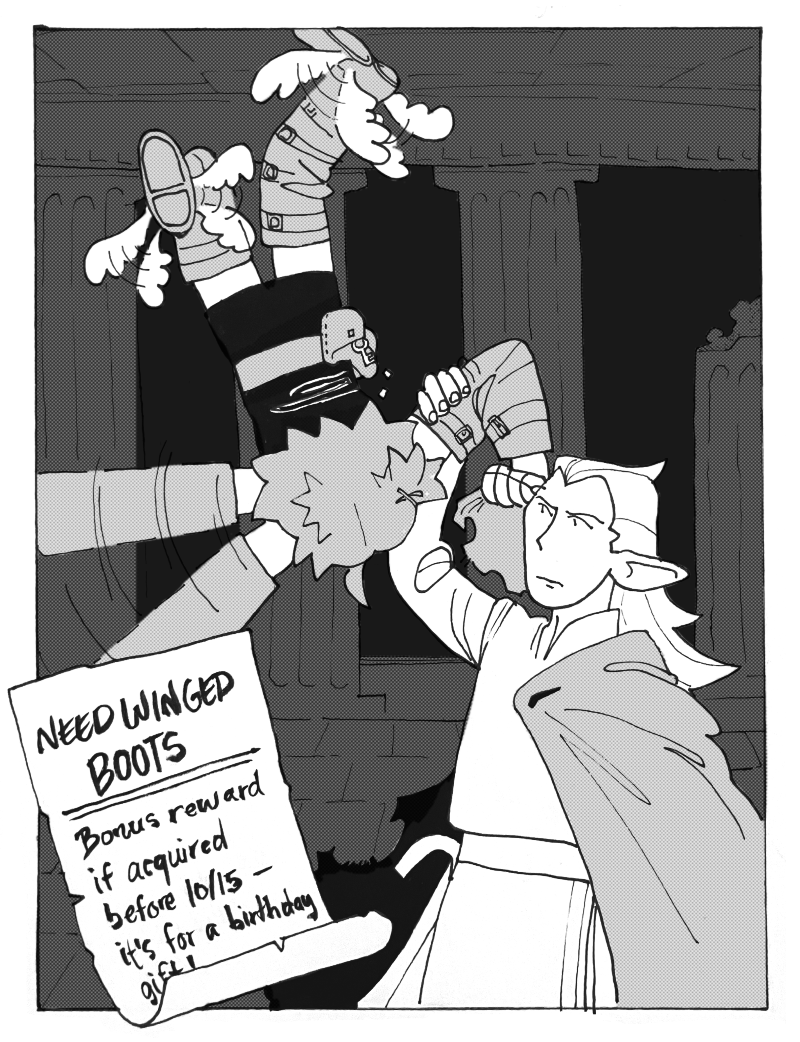 NEED WINGED
BOOTS
Bonus reward
if acquired
before 10/15 –
it's for a birthday
gift!